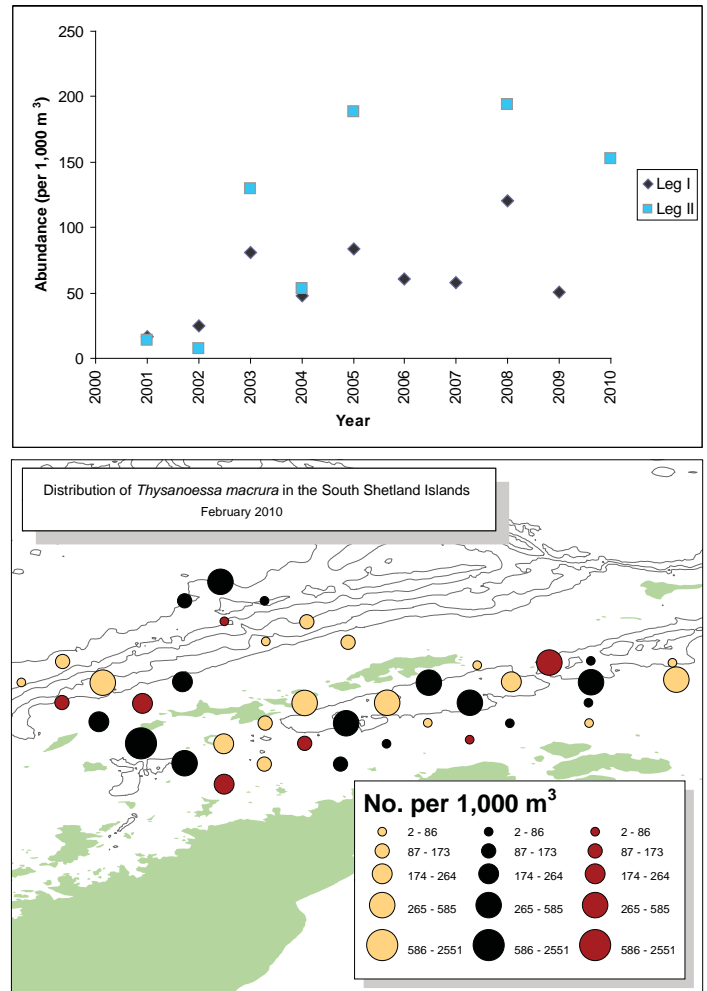 250
200
150
100
50
0
Abundance (per 1,000 m³)
2000 2001 2002 2003 2004 2005 2006 2007 2008 2009 2010
Year
Leg I
Leg II
Distribution of Thysanoessa macrura in the South Shetland Islands
February 2010
No. per 1,000 m³
2 - 86 2 - 86 2 - 86
87 - 173 87 - 173 87 - 173
174 - 264 174 - 264 174 - 264
265 - 585 265 - 585 265 - 585
586 - 2551 586 - 2551 586 - 2551